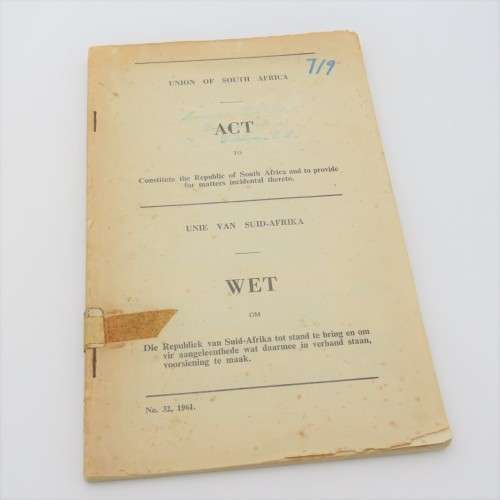 7/9
UNION OF SOUTH AFRICA
ACT
TO
Constitute the Republic of South Africa and to provide
for matters incidental thereto.
UNIE VAN SUID-AFRIKA
WET
OM
Die Republiek van Suid-Afrika tot stand te bring en om
vir aangeleenthede wat daarmee in verband staan,
voorsiening te maak.
No. 32, 1961.